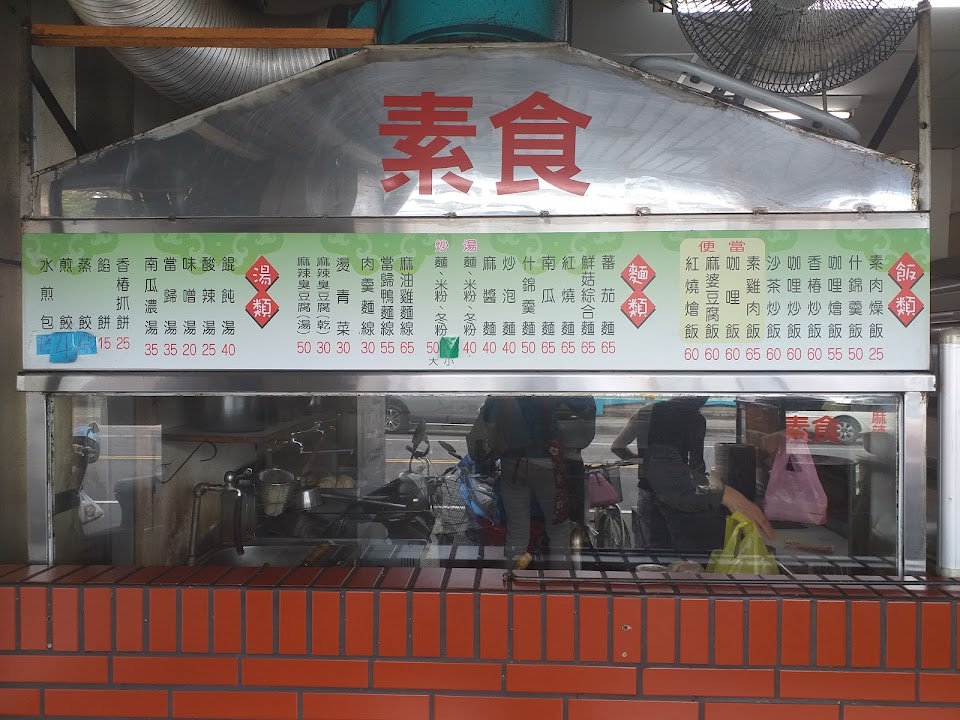 素食
飯類
素肉燥飯 25
什錦羹飯 50
咖哩燴飯 55
香椿炒飯 60
咖哩炒飯 60
沙茶炒飯 60
便當
素雞肉飯 65
咖哩飯 60
麻婆豆腐飯 60
紅燒燴飯 60
麵類
蕃茄麵 65
鮮菇綜合麵 65
紅燒麵 65
南瓜麵 65
什錦羹麵 50
炒泡麵 40
麻醬麵 40
湯
麵、米粉、冬粉 40
炒
麵、米粉、冬粉 50
大 小
麻油雞麵線 65
當歸鴨麵線 55
肉羹麵線 30
燙青菜 30
麻辣臭豆腐(乾) 30
麻辣臭豆腐(湯) 50
湯類
餛飩湯 40
酸辣湯 25
味噌湯 20
當歸湯 35
南瓜濃湯 35
香椿抓餅 25
餡餅 15
蒸餃
煎餃
水煎包
素食